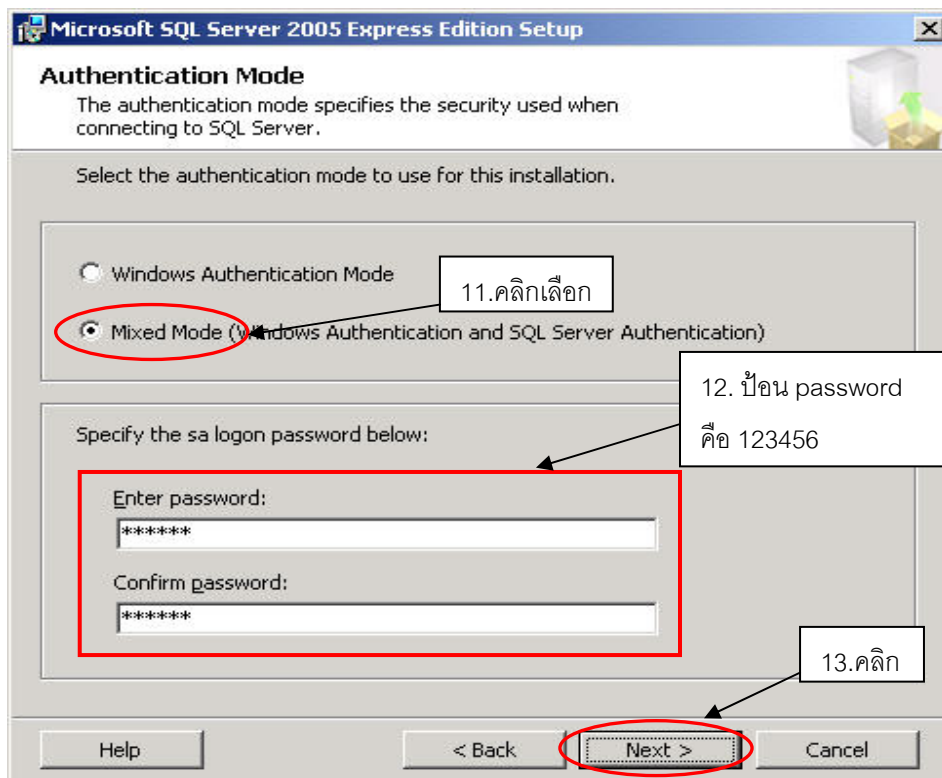 Microsoft SQL Server 2005 Express Edition Setup
Authentication Mode
The authentication mode specifies the security used when
connecting to SQL Server.
Select the authentication mode to use for this installation.
Windows Authentication Mode
11.คลิกเลือก
Mixed Mode (Windows Authentication and SQL Server Authentication)
12. ป้อน password
คือ 123456
Specify the sa logon password below:
Enter password:
******
Confirm password:
******
13.คลิก
Help
< Back
Next >
Cancel